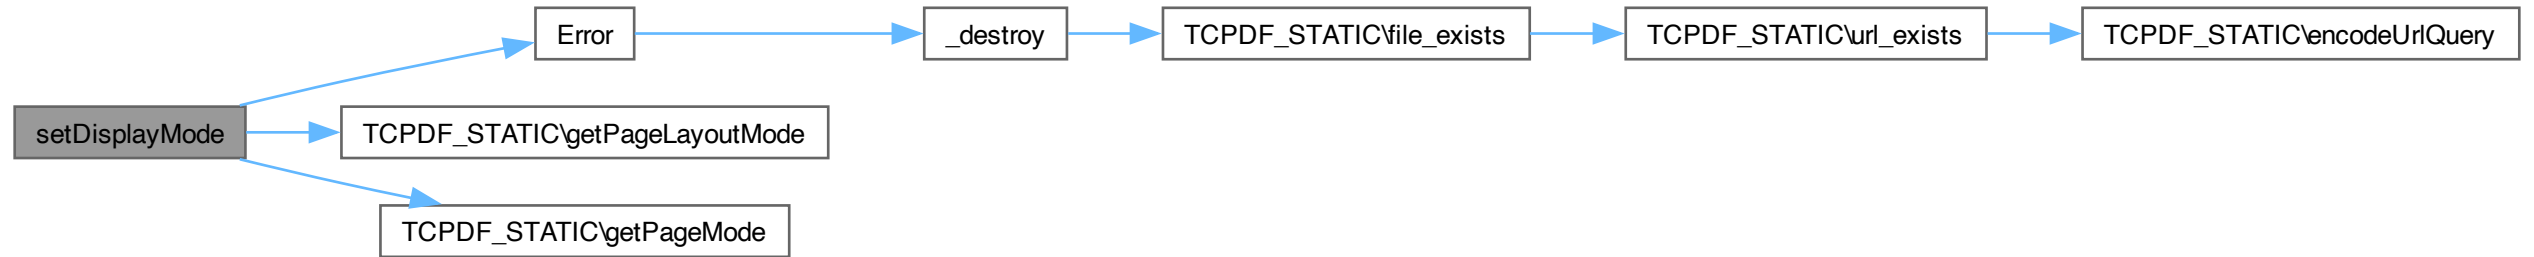 Error
_destroy
TCPDF_STATIC\file_exists
TCPDF_STATIC\url_exists
TCPDF_STATIC\encodeUrlQuery
setDisplayMode
TCPDF_STATIC\getPageLayoutMode
TCPDF_STATIC\getPageMode